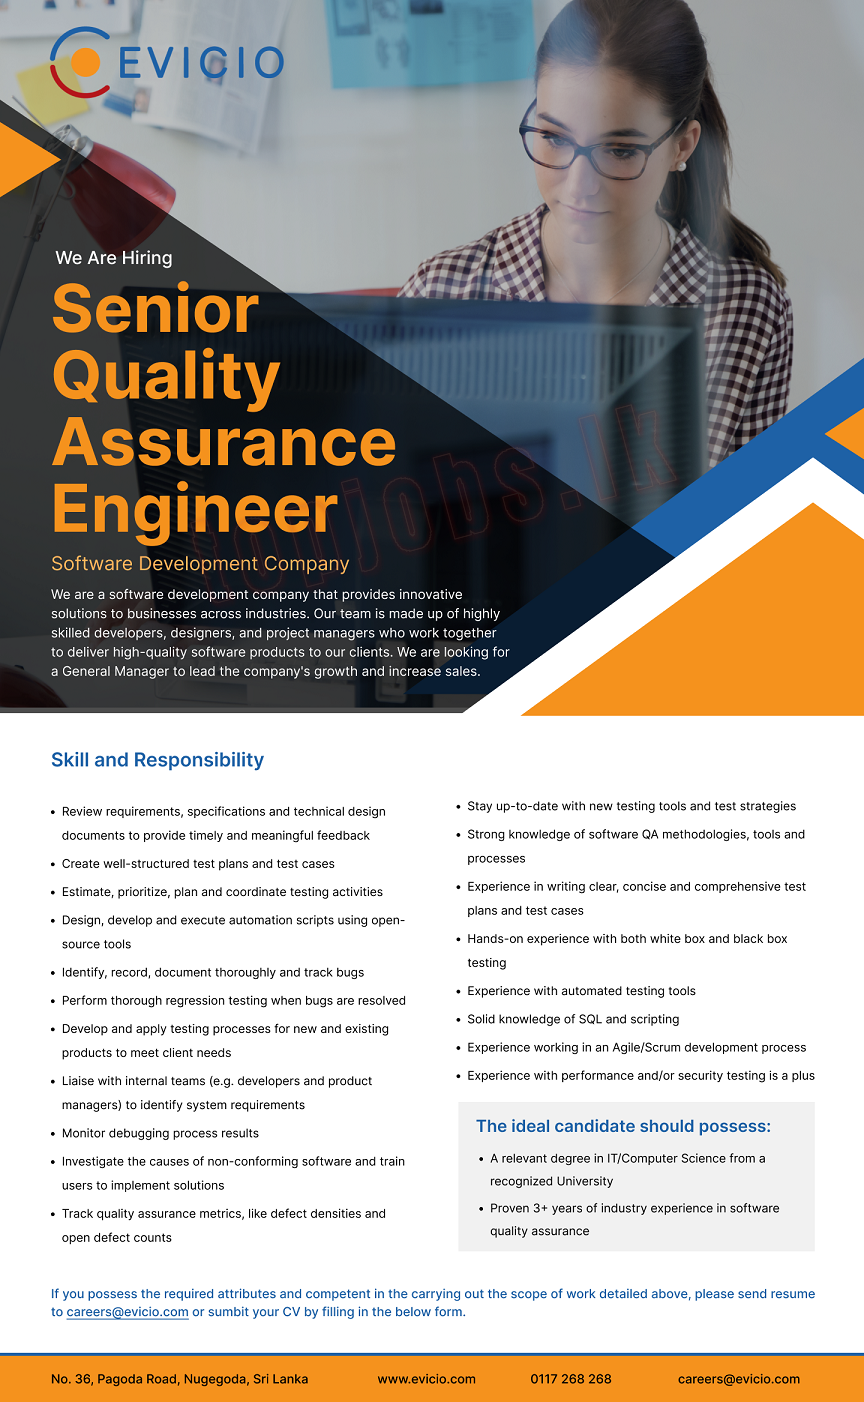 EVICIO
We Are Hiring
Senior
Quality
Assurance
Engineer
topjobs.lk
Software Development Company
We are a software development company that provides innovative
solutions to businesses across industries. Our team is made up of highly
skilled developers, designers, and project managers who work together
to deliver high-quality software products to our clients. We are looking for
a General Manager to lead the company's growth and increase sales.
Skill and Responsibility
• Review requirements, specifications and technical design
documents to provide timely and meaningful feedback
• Create well-structured test plans and test cases
• Estimate, prioritize, plan and coordinate testing activities
• Design, develop and execute automation scripts using open-
source tools
• Identify, record, document thoroughly and track bugs
• Perform thorough regression testing when bugs are resolved
• Develop and apply testing processes for new and existing
products to meet client needs
• Liaise with internal teams (e.g. developers and product
managers) to identify system requirements
• Monitor debugging process results
• Investigate the causes of non-conforming software and train
users to implement solutions
• Track quality assurance metrics, like defect densities and
open defect counts
• Stay up-to-date with new testing tools and test strategies
• Strong knowledge of software QA methodologies, tools and
processes
• Experience in writing clear, concise and comprehensive test
plans and test cases
• Hands-on experience with both white box and black box
testing
• Experience with automated testing tools
• Solid knowledge of SQL and scripting
• Experience working in an Agile/Scrum development process
• Experience with performance and/or security testing is a plus
The ideal candidate should possess:
• A relevant degree in IT/Computer Science from a
recognized University
• Proven 3+ years of industry experience in software
quality assurance
If you possess the required attributes and competent in the carrying out the scope of work detailed above, please send resume
to careers@evicio.com or sumbit your CV by filling in the below form.
No. 36, Pagoda Road, Nugegoda, Sri Lanka
www.evicio.com
0117 268 268
careers@evicio.com